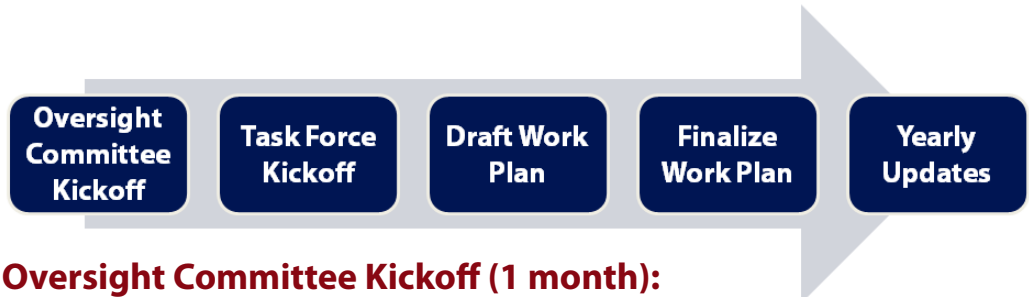 Oversight
Committee
Kickoff
Task Force
Kickoff
Draft Work
Plan
Finalize
Work Plan
Yearly
Updates
Oversight Committee Kickoff (1 month):